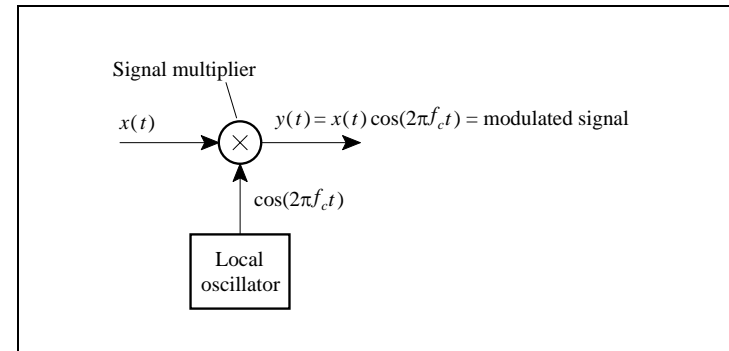 Signal multiplier
x(t)
y(t) = x(t) cos(2πf_c t) = modulated signal
×
cos(2πf_c t)
Local
oscillator